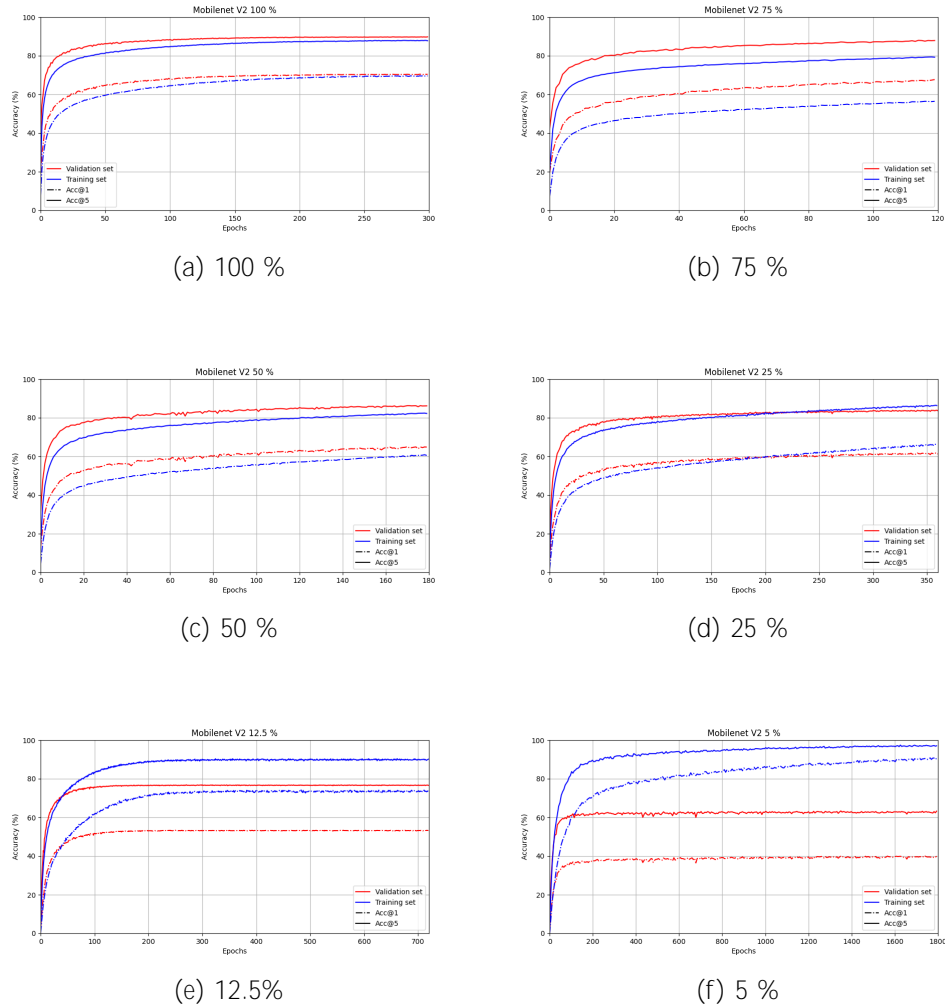 Mobilenet V2 100 %
100
80
60
40
20
0
Accuracy (%)
Validation set
Training set
Acc@1
Acc@5
0 50 100 150 200 250 300
Epochs
(a) 100 %
Mobilenet V2 75 %
100
80
60
40
20
0
Accuracy (%)
Validation set
Training set
Acc@1
Acc@5
0 20 40 60 80 100 120
Epochs
(b) 75 %
Mobilenet V2 50 %
100
80
60
40
20
0
Accuracy (%)
Validation set
Training set
Acc@1
Acc@5
0 20 40 60 80 100 120 140 160 180
Epochs
(c) 50 %
Mobilenet V2 25 %
100
80
60
40
20
0
Accuracy (%)
Validation set
Training set
Acc@1
Acc@5
0 50 100 150 200 250 300 350
Epochs
(d) 25 %
Mobilenet V2 12.5 %
100
80
60
40
20
0
Accuracy (%)
Validation set
Training set
Acc@1
Acc@5
0 100 200 300 400 500 600 700
Epochs
(e) 12.5%
Mobilenet V2 5 %
100
80
60
40
20
0
Accuracy (%)
Validation set
Training set
Acc@1
Acc@5
0 200 400 600 800 1000 1200 1400 1600 1800
Epochs
(f) 5 %